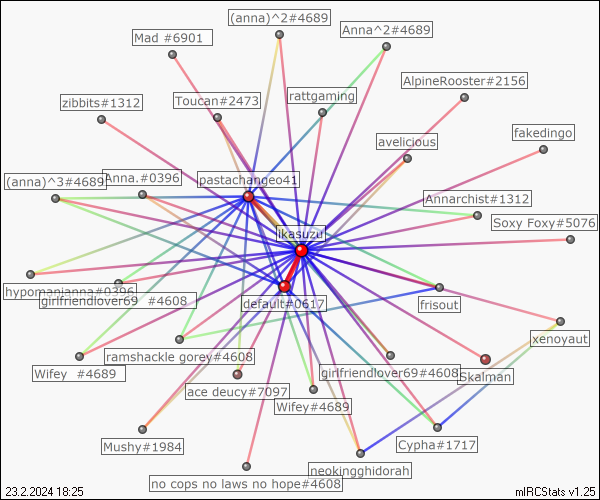 (anna)^2#4689
Mad #6901
Anna^2#4689
AlpineRooster#2156
zibbits#1312
Toucan#2473
rattgaming
fakedingo
avelicious
(anna)^3#4689
Anna.#0396
pastachangeo41
Annarchist#1312
Soxy Foxy#5076
ikasuzu
hypomanianna#0396
girlfriendlover69 #4608
default#0617
frisout
xenoyaut
ramshackle gorey#4608
Wifey #4689
girlfriendlover69#4608
Skalman
ace deucy#7097
Wifey#4689
Mushy#1984
Cypha#1717
neokingghidorah
no cops no laws no hope#4608
23.2.2024 18:25
mIRCStats v1.25